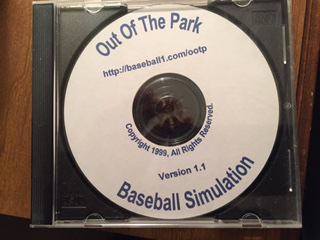 Out Of The Park
http://baseball1.com/ootp
Copyright 1999, All Rights Reserved.
Version 1.1
Baseball Simulation